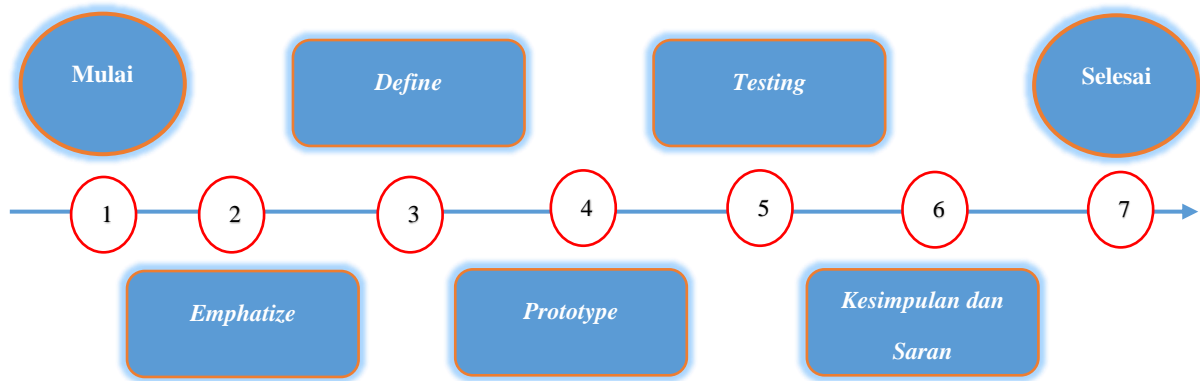 Mulai
Define
Testing
Selesai
1
2
3
4
5
6
7
Emphatize
Prototype
Kesimpulan dan
Saran